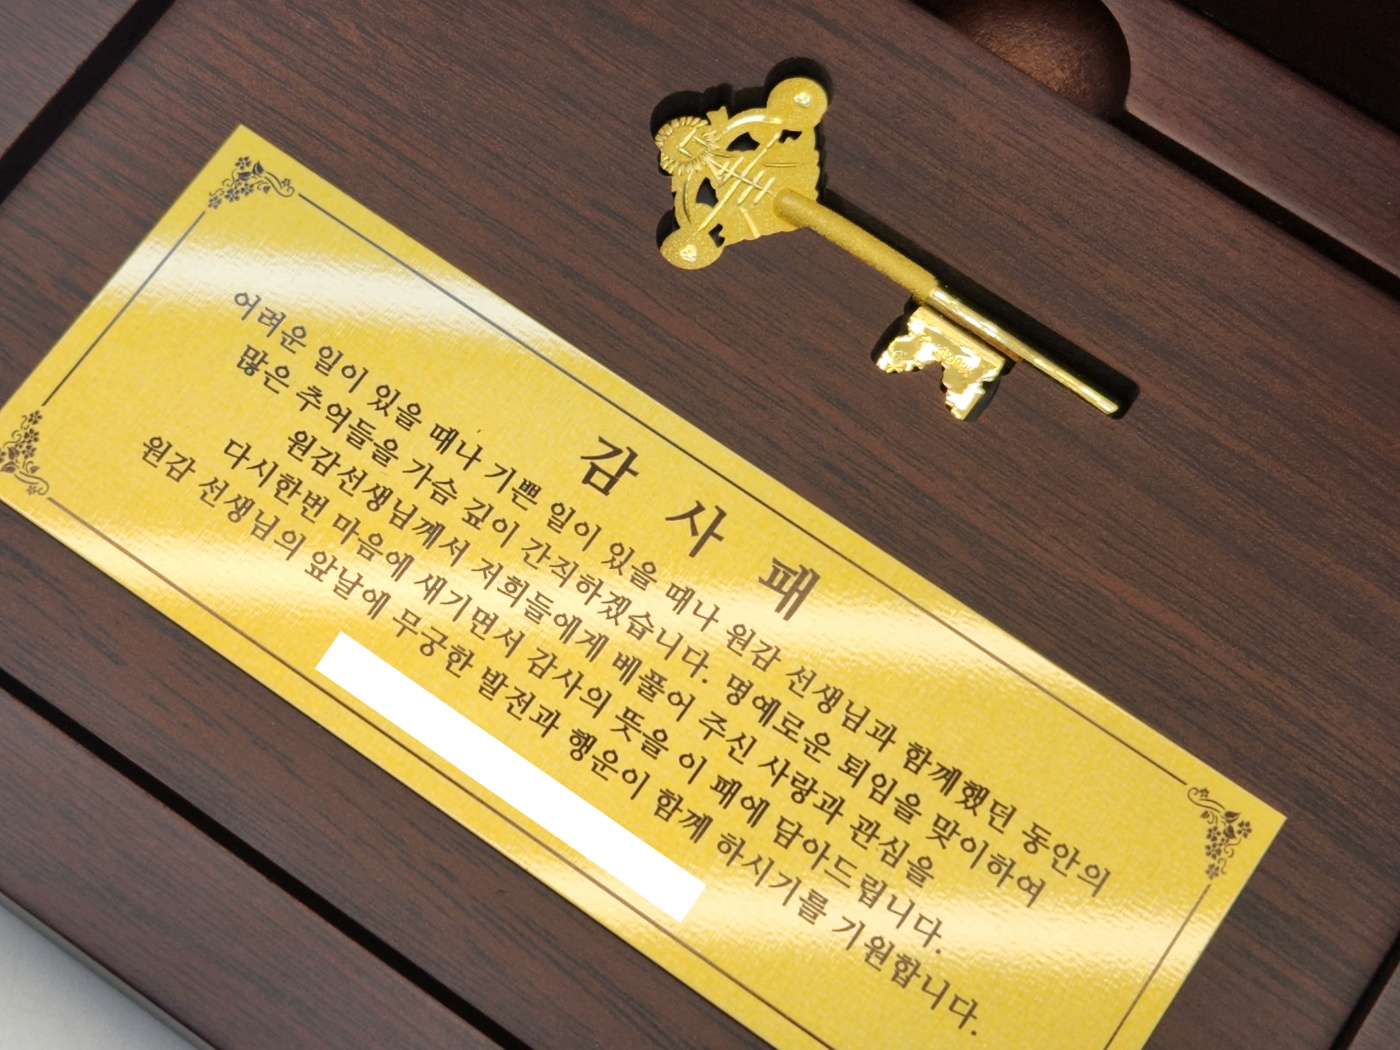 감 사 패
어려운 일이 있을 때나 기쁜 일이 있을 때나 원감 선생님과 함께했던 동안의
많은 추억들을 가슴 깊이 간직하겠습니다. 명예로운 퇴임을 맞이하여
원감선생님께서 저희들에게 베풀어 주신 사랑과 관심을
다시한번 마음에 새기면서 감사의 뜻을 이 패에 담아드립니다.
원감 선생님의 앞날에 무궁한 발전과 행운이 함께 하시기를 기원합니다.